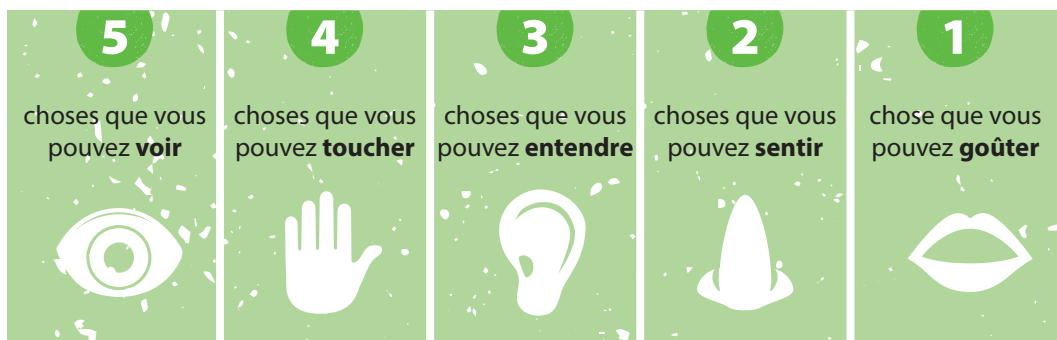 5
choses que vous
pouvez voir
4
choses que vous
pouvez toucher
3
choses que vous
pouvez entendre
2
choses que vous
pouvez sentir
1
chose que vous
pouvez goûter